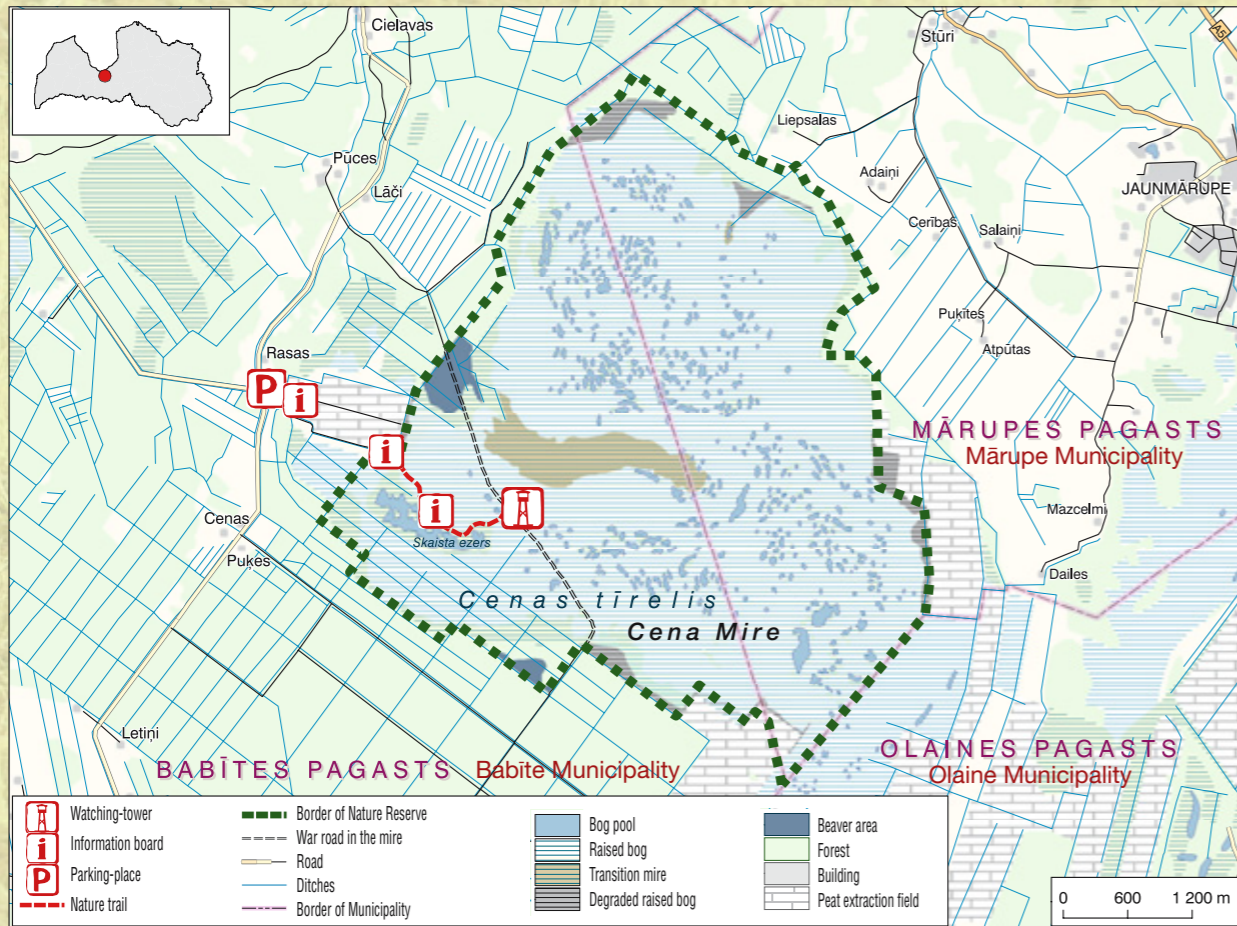 Cielavas
Stūri
A5
Liepsalas
Pūces
Adaiņi
JAUNMĀRUPE
Lāči
Cerības
Salaiņi
Puķītes
Atpūtas
Rasas
P
i
MĀRUPES PAGASTS
Mārupe Municipality
i
i
Mazcelmi
Cenas
Skaista ezers
Puķes
Dailes
Cenas tīrelis
Cena Mire
Letiņi
OLAINES PAGASTS
Olaine Municipality
BABĪTES PAGASTS Babīte Municipality
Watching-tower
i Information board
P Parking-place
Nature trail
Border of Nature Reserve
War road in the mire
Road
Ditches
Border of Municipality
Bog pool
Raised bog
Transition mire
Degraded raised bog
Beaver area
Forest
Building
Peat extraction field
0 600 1 200 m